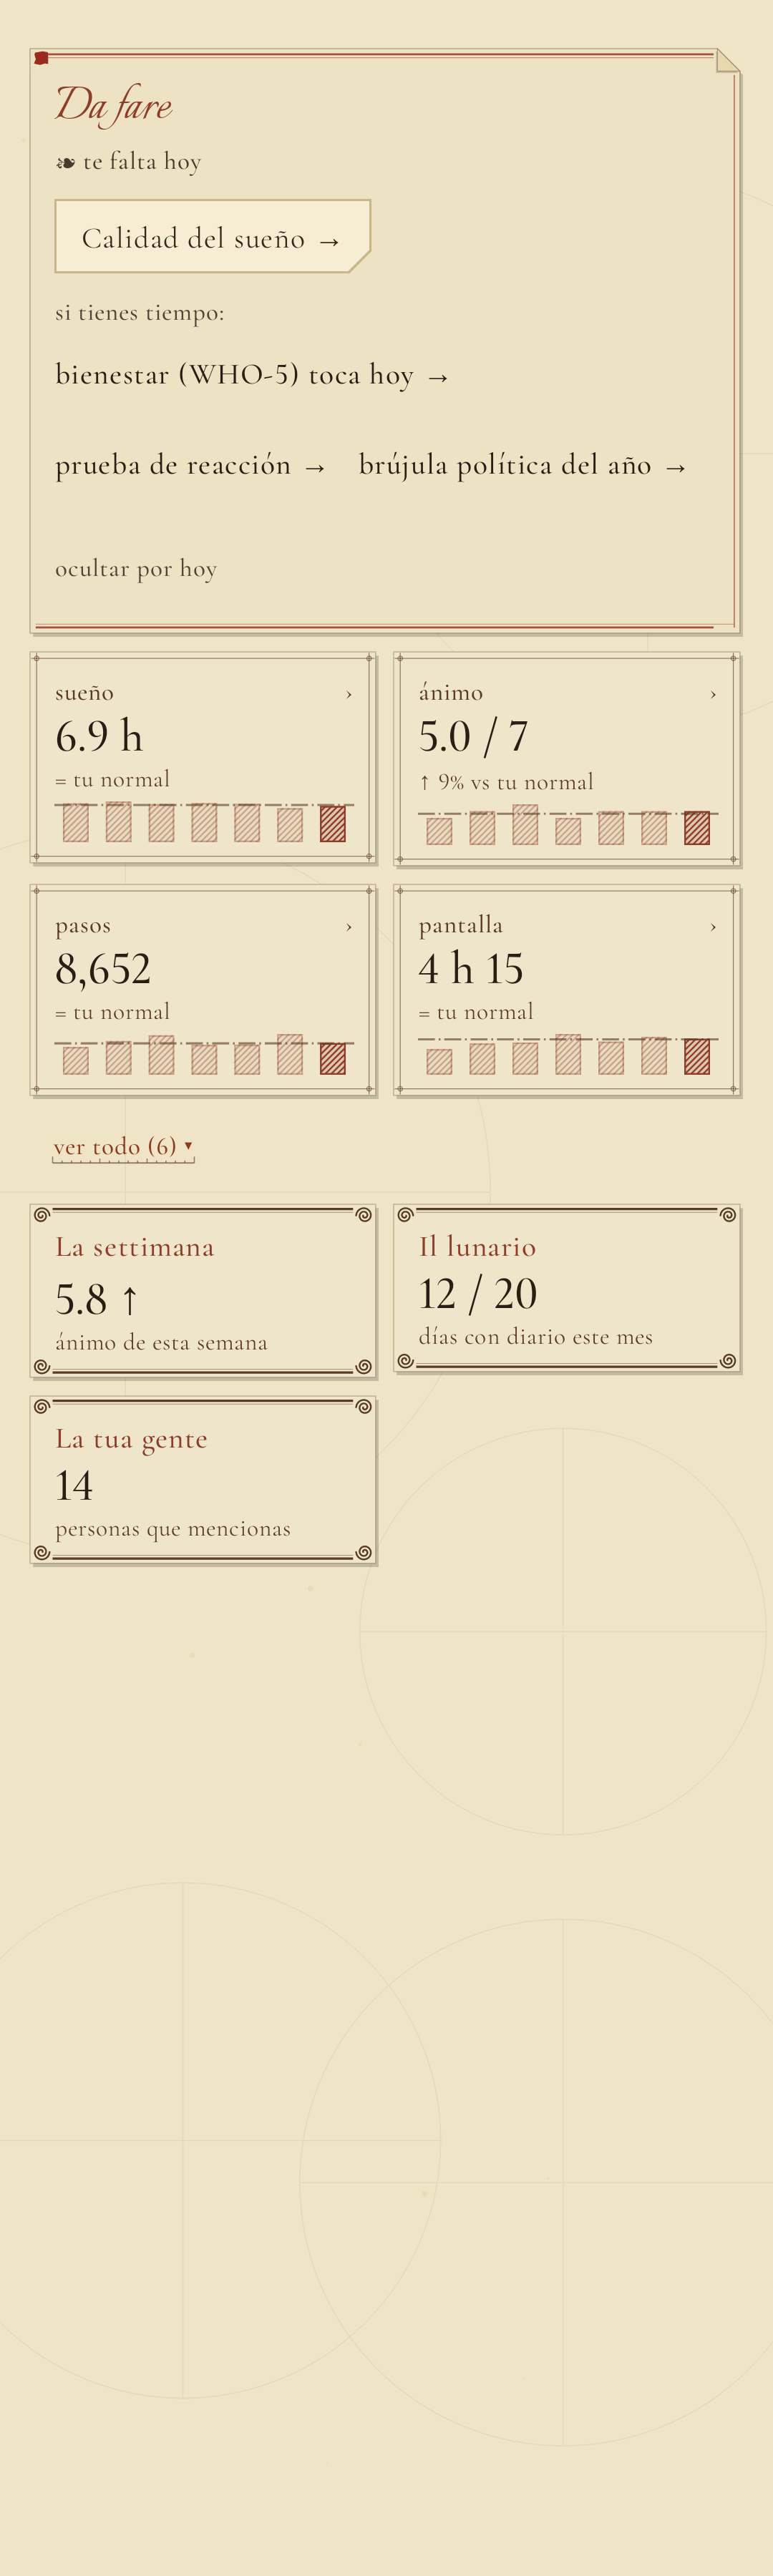 Da fare
❧ te falta hoy
Calidad del sueño →
si tienes tiempo:
bienestar (WHO-5) toca hoy →
prueba de reacción → brújula política del año →
ocultar por hoy
sueño ›
6.9 h
= tu normal
ánimo ›
5.0 / 7
↑ 9% vs tu normal
pasos ›
8,652
= tu normal
pantalla ›
4 h 15
= tu normal
ver todo (6) ▾
La settimana
5.8 ↑
ánimo de esta semana
Il lunario
12 / 20
días con diario este mes
La tua gente
14
personas que mencionas